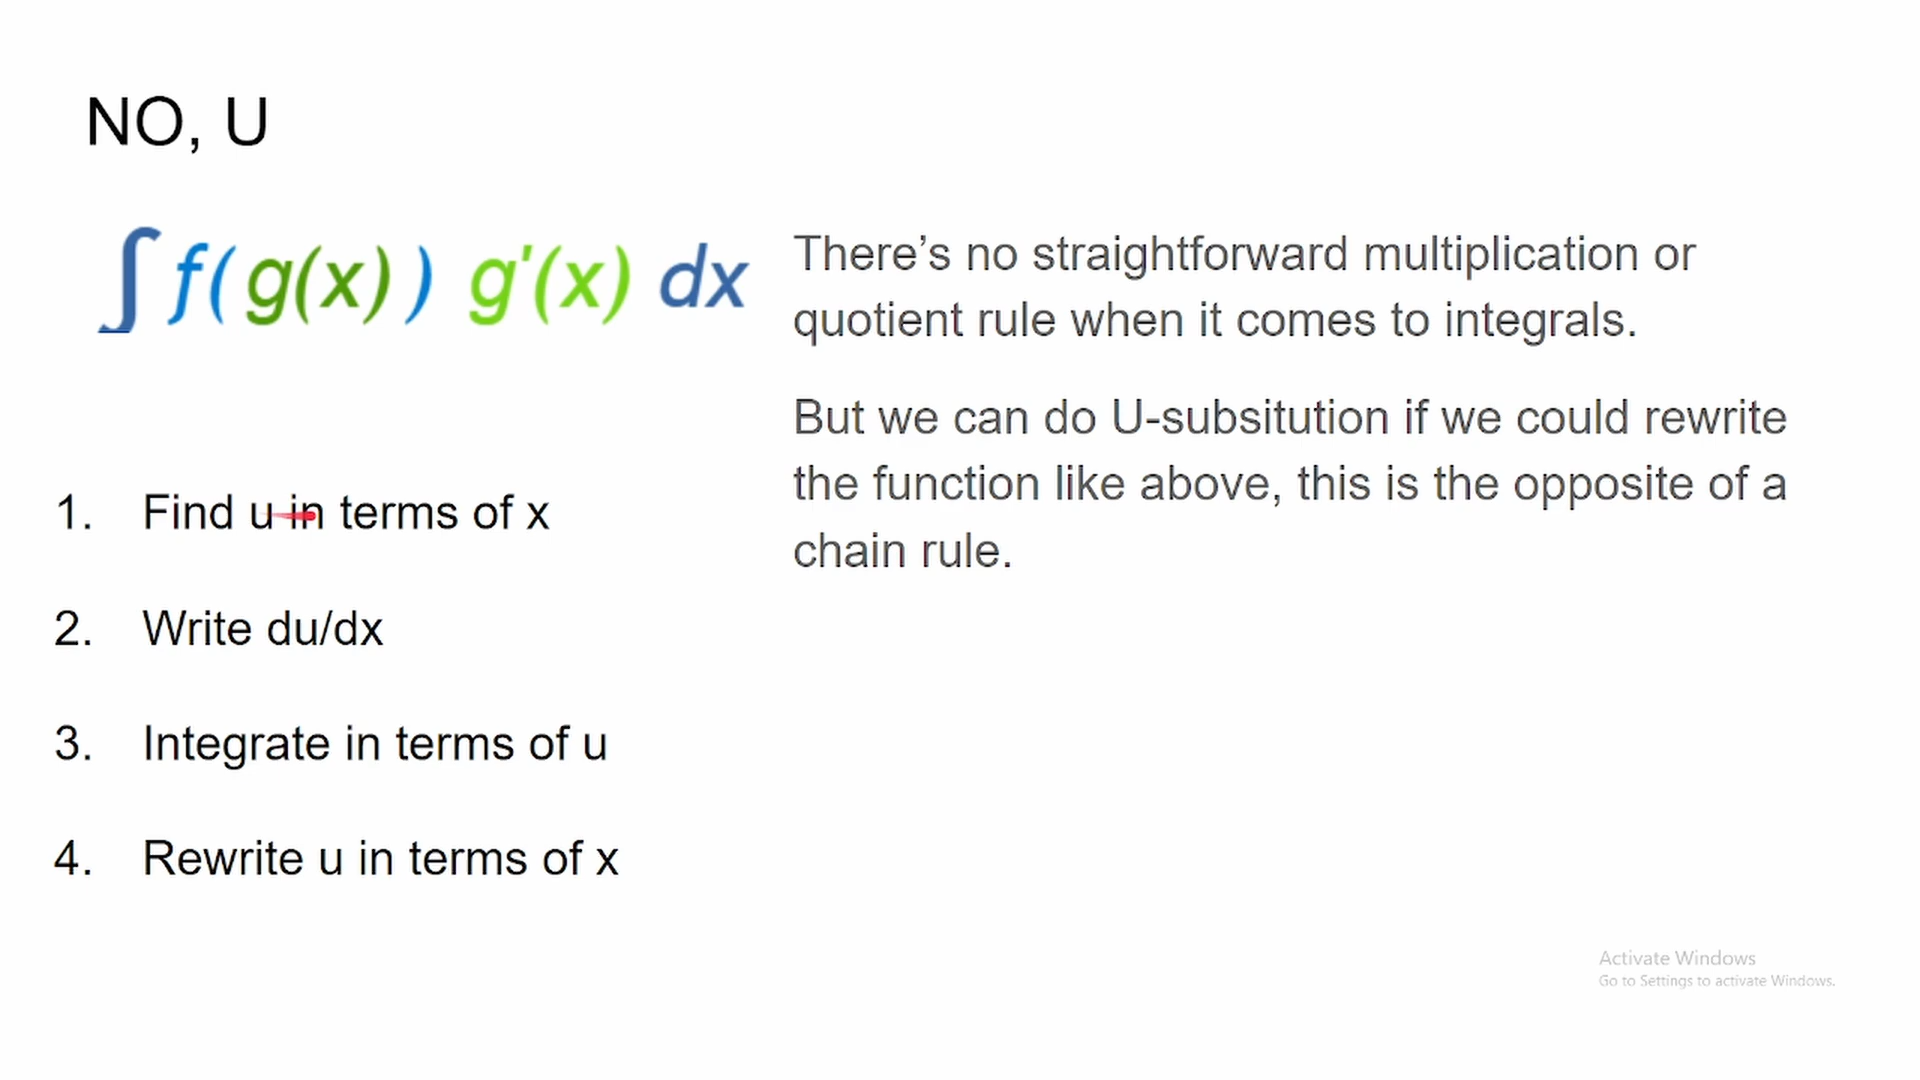 NO, U
∫ f( g(x) ) g'(x) dx
There’s no straightforward multiplication or
quotient rule when it comes to integrals.
But we can do U-subsitution if we could rewrite
the function like above, this is the opposite of a
chain rule.
1. Find u in terms of x
2. Write du/dx
3. Integrate in terms of u
4. Rewrite u in terms of x
Activate Windows
Go to Settings to activate Windows.